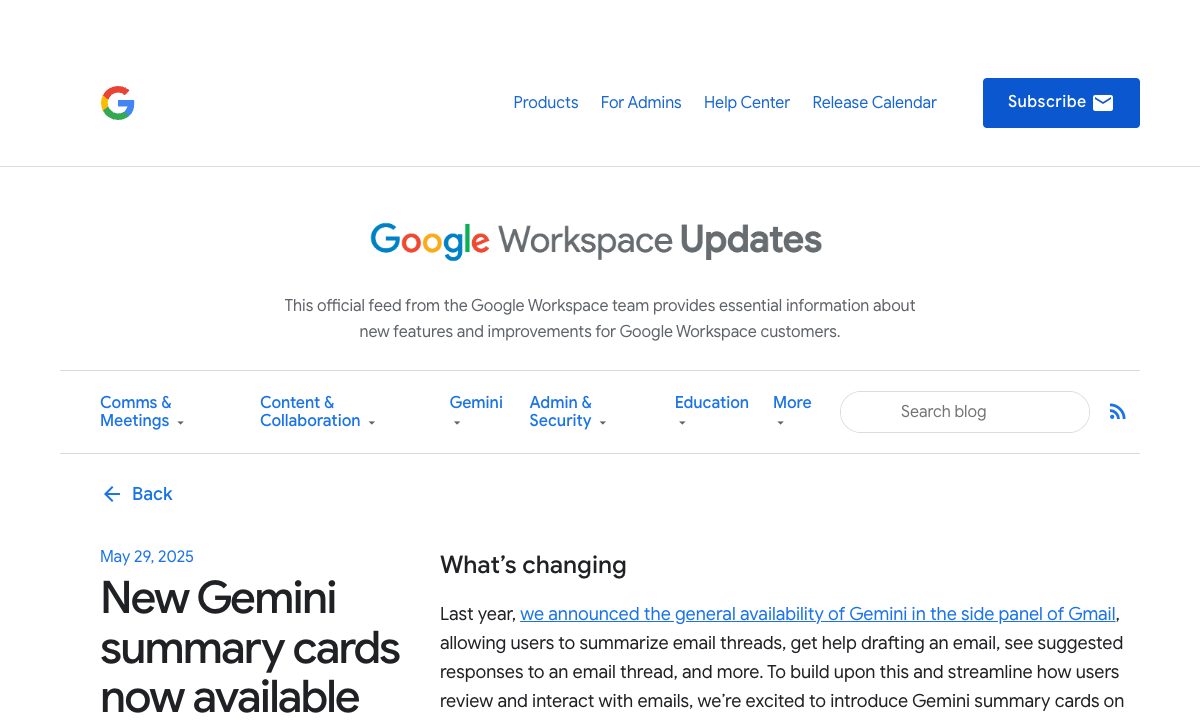 Products For Admins Help Center Release Calendar Subscribe
Google Workspace Updates
This official feed from the Google Workspace team provides essential information about
new features and improvements for Google Workspace customers.
Comms &
Meetings
Content &
Collaboration
Gemini
Admin &
Security
Education
More
Search blog
Back
May 29, 2025
New Gemini
summary cards
now available
What’s changing
Last year, we announced the general availability of Gemini in the side panel of Gmail,
allowing users to summarize email threads, get help drafting an email, see suggested
responses to an email thread, and more. To build upon this and streamline how users
review and interact with emails, we’re excited to introduce Gemini summary cards on